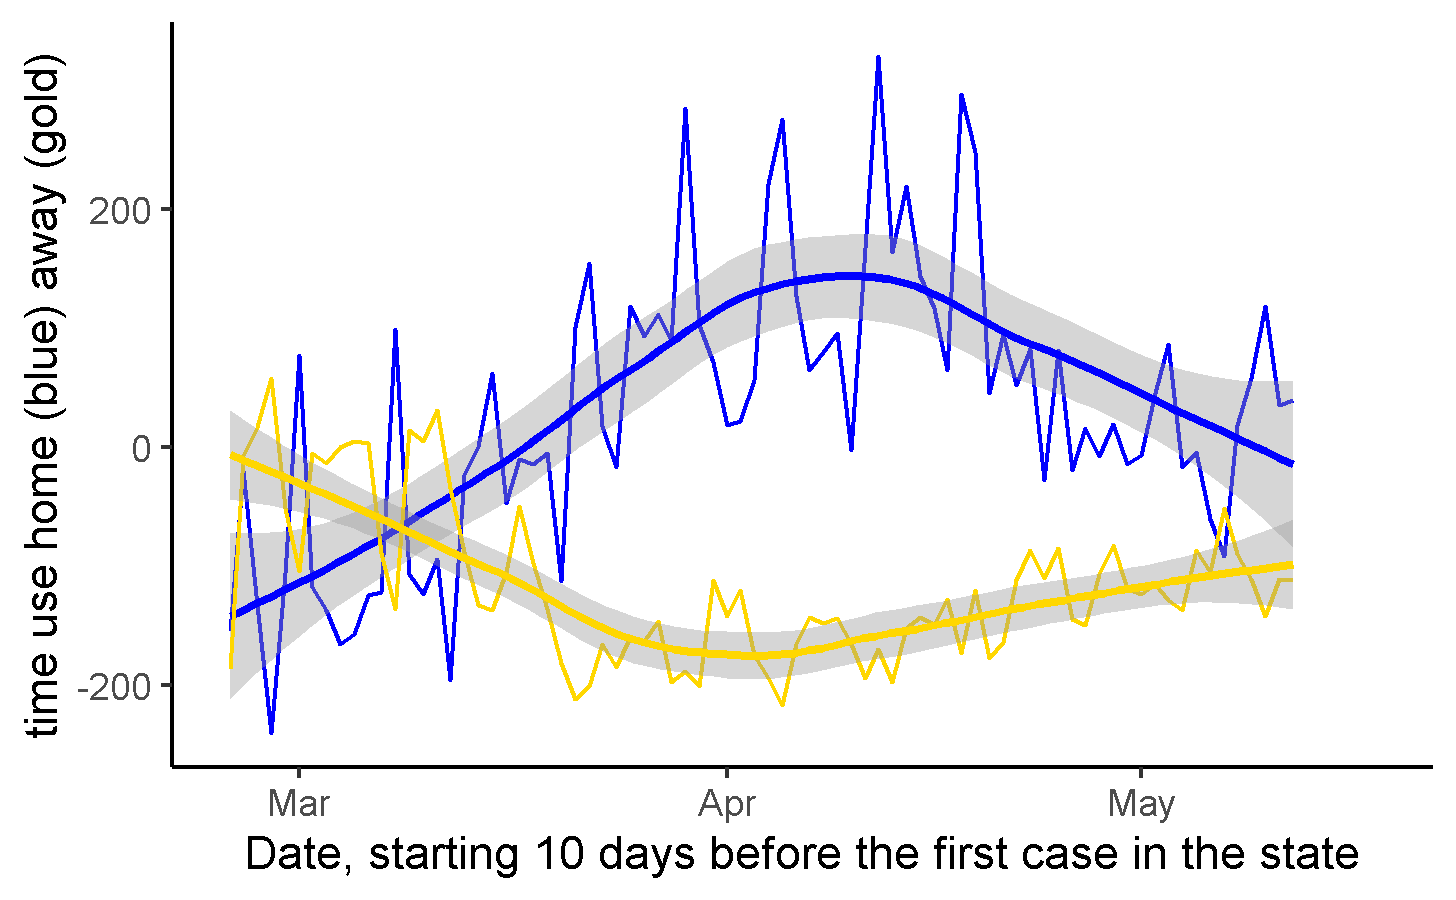 time use home (blue) away (gold)
200
0
-200
Mar
Apr
May
Date, starting 10 days before the first case in the state